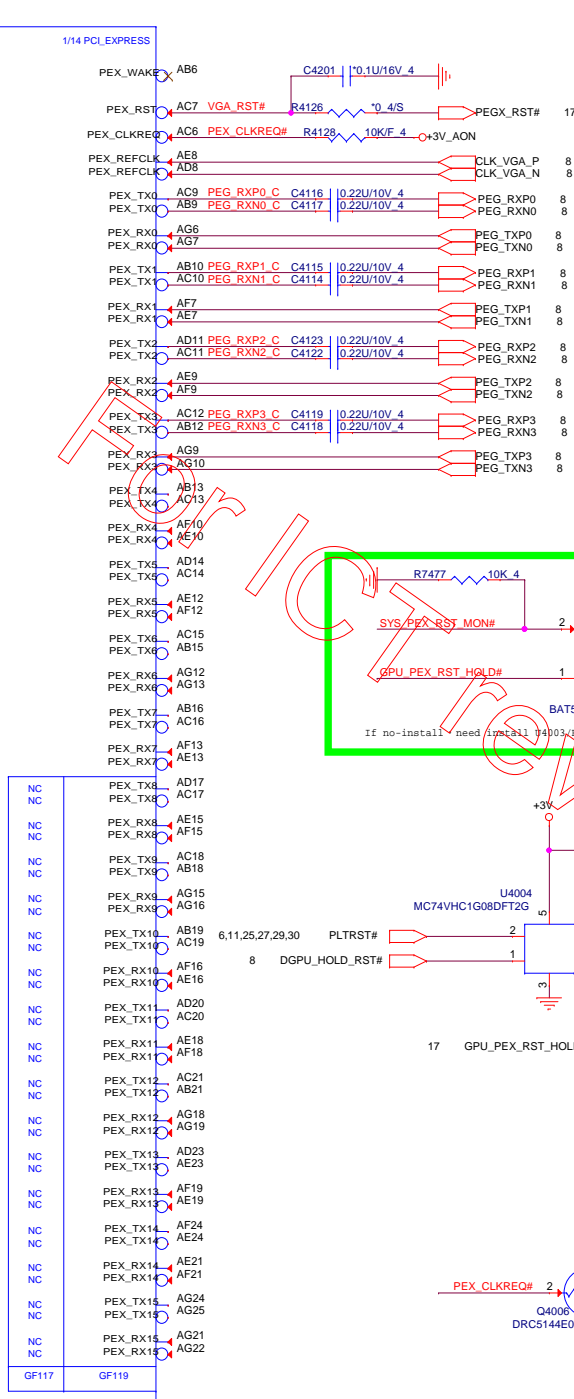 1/14 PCI_EXPRESS
PEX_WAKE AB6
C4201 *0.1U/16V_4
PEX_RST AC7 VGA_RST# R4126 *0_4/S PEGX_RST# 17
PEX_CLKREQ AC6 PEX_CLKREQ# R4128 10K/F_4 +3V_AON
PEX_REFCLK AE8 CLK_VGA_P 8
PEX_REFCLK AD8 CLK_VGA_N 8
PEX_TX0 AC9 PEG_RXP0_C C4116 0.22U/10V_4 PEG_RXP0 8
PEX_TX0 AB9 PEG_RXN0_C C4117 0.22U/10V_4 PEG_RXN0 8
PEX_RX0 AG6 PEG_TXP0 8
PEX_RX0 AG7 PEG_TXN0 8
PEX_TX1 AB10 PEG_RXP1_C C4115 0.22U/10V_4 PEG_RXP1 8
PEX_TX1 AC10 PEG_RXN1_C C4114 0.22U/10V_4 PEG_RXN1 8
PEX_RX1 AF7 PEG_TXP1 8
PEX_RX1 AE7 PEG_TXN1 8
PEX_TX2 AD11 PEG_RXP2_C C4123 0.22U/10V_4 PEG_RXP2 8
PEX_TX2 AC11 PEG_RXN2_C C4122 0.22U/10V_4 PEG_RXN2 8
PEX_RX2 AE9 PEG_TXP2 8
PEX_RX2 AF9 PEG_TXN2 8
PEX_TX3 AC12 PEG_RXP3_C C4119 0.22U/10V_4 PEG_RXP3 8
PEX_TX3 AB12 PEG_RXN3_C C4118 0.22U/10V_4 PEG_RXN3 8
PEX_RX3 AG9 PEG_TXP3 8
PEX_RX3 AG10 PEG_TXN3 8
PEX_TX4 AB13
PEX_TX4 AC13
PEX_RX4 AF10
PEX_RX4 AE10
PEX_TX5 AD14
PEX_TX5 AC14
PEX_RX5 AE12
PEX_RX5 AF12
PEX_TX6 AC15
PEX_TX6 AB15
PEX_RX6 AG12
PEX_RX6 AG13
PEX_TX7 AB16
PEX_TX7 AC16
PEX_RX7 AF13
PEX_RX7 AE13
NC PEX_TX8 AD17
NC PEX_TX8 AC17
NC PEX_RX8 AE15
NC PEX_RX8 AF15
NC PEX_TX9 AC18
NC PEX_TX9 AB18
NC PEX_RX9 AG15
NC PEX_RX9 AG16
NC PEX_TX10 AB19
NC PEX_TX10 AC19
NC PEX_RX10 AF16
NC PEX_RX10 AE16
NC PEX_TX11 AD20
NC PEX_TX11 AC20
NC PEX_RX11 AE18
NC PEX_RX11 AF18
NC PEX_TX12 AC21
NC PEX_TX12 AB21
NC PEX_RX12 AG18
NC PEX_RX12 AG19
NC PEX_TX13 AD23
NC PEX_TX13 AE23
NC PEX_RX13 AF19
NC PEX_RX13 AE19
NC PEX_TX14 AF24
NC PEX_TX14 AE24
NC PEX_RX14 AE21
NC PEX_RX14 AF21
NC PEX_TX15 AG24
NC PEX_TX15 AG25
NC PEX_RX15 AG21
NC PEX_RX15 AG22
GF117 GF119
R7477 10K_4
SYS_PEX_RST_MON# 2
GPU_PEX_RST_HOLD# 1
BAT5
If no-install need install U4003/
+3V
U4004
MC74VHC1G08DFT2G
5
6,11,25,27,29,30 PLTRST# 2
8 DGPU_HOLD_RST# 1
3
17 GPU_PEX_RST_HOL
PEX_CLKREQ# 2
Q4006
DRC5144E0
For ICT rev